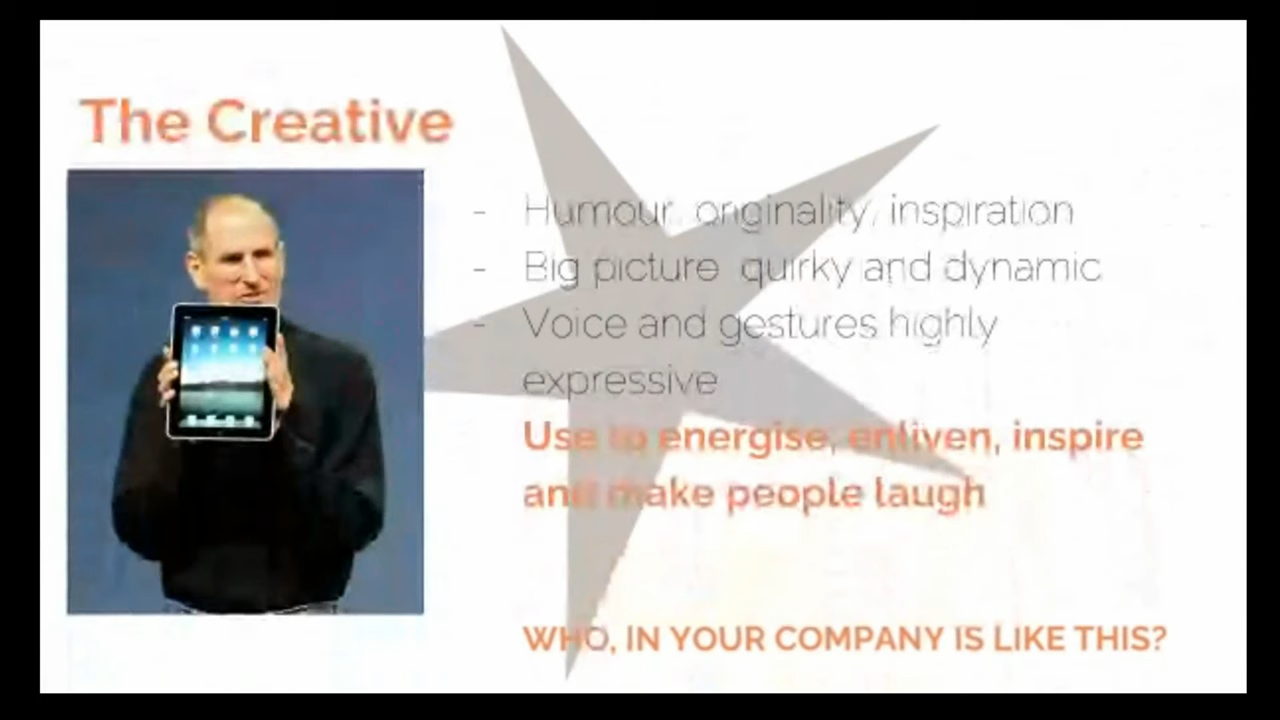 The Creative
- Humour, originality, inspiration
- Big picture quirky and dynamic
- Voice and gestures highly
expressive
Use to energise, enliven, inspire
and make people laugh
WHO, IN YOUR COMPANY IS LIKE THIS?